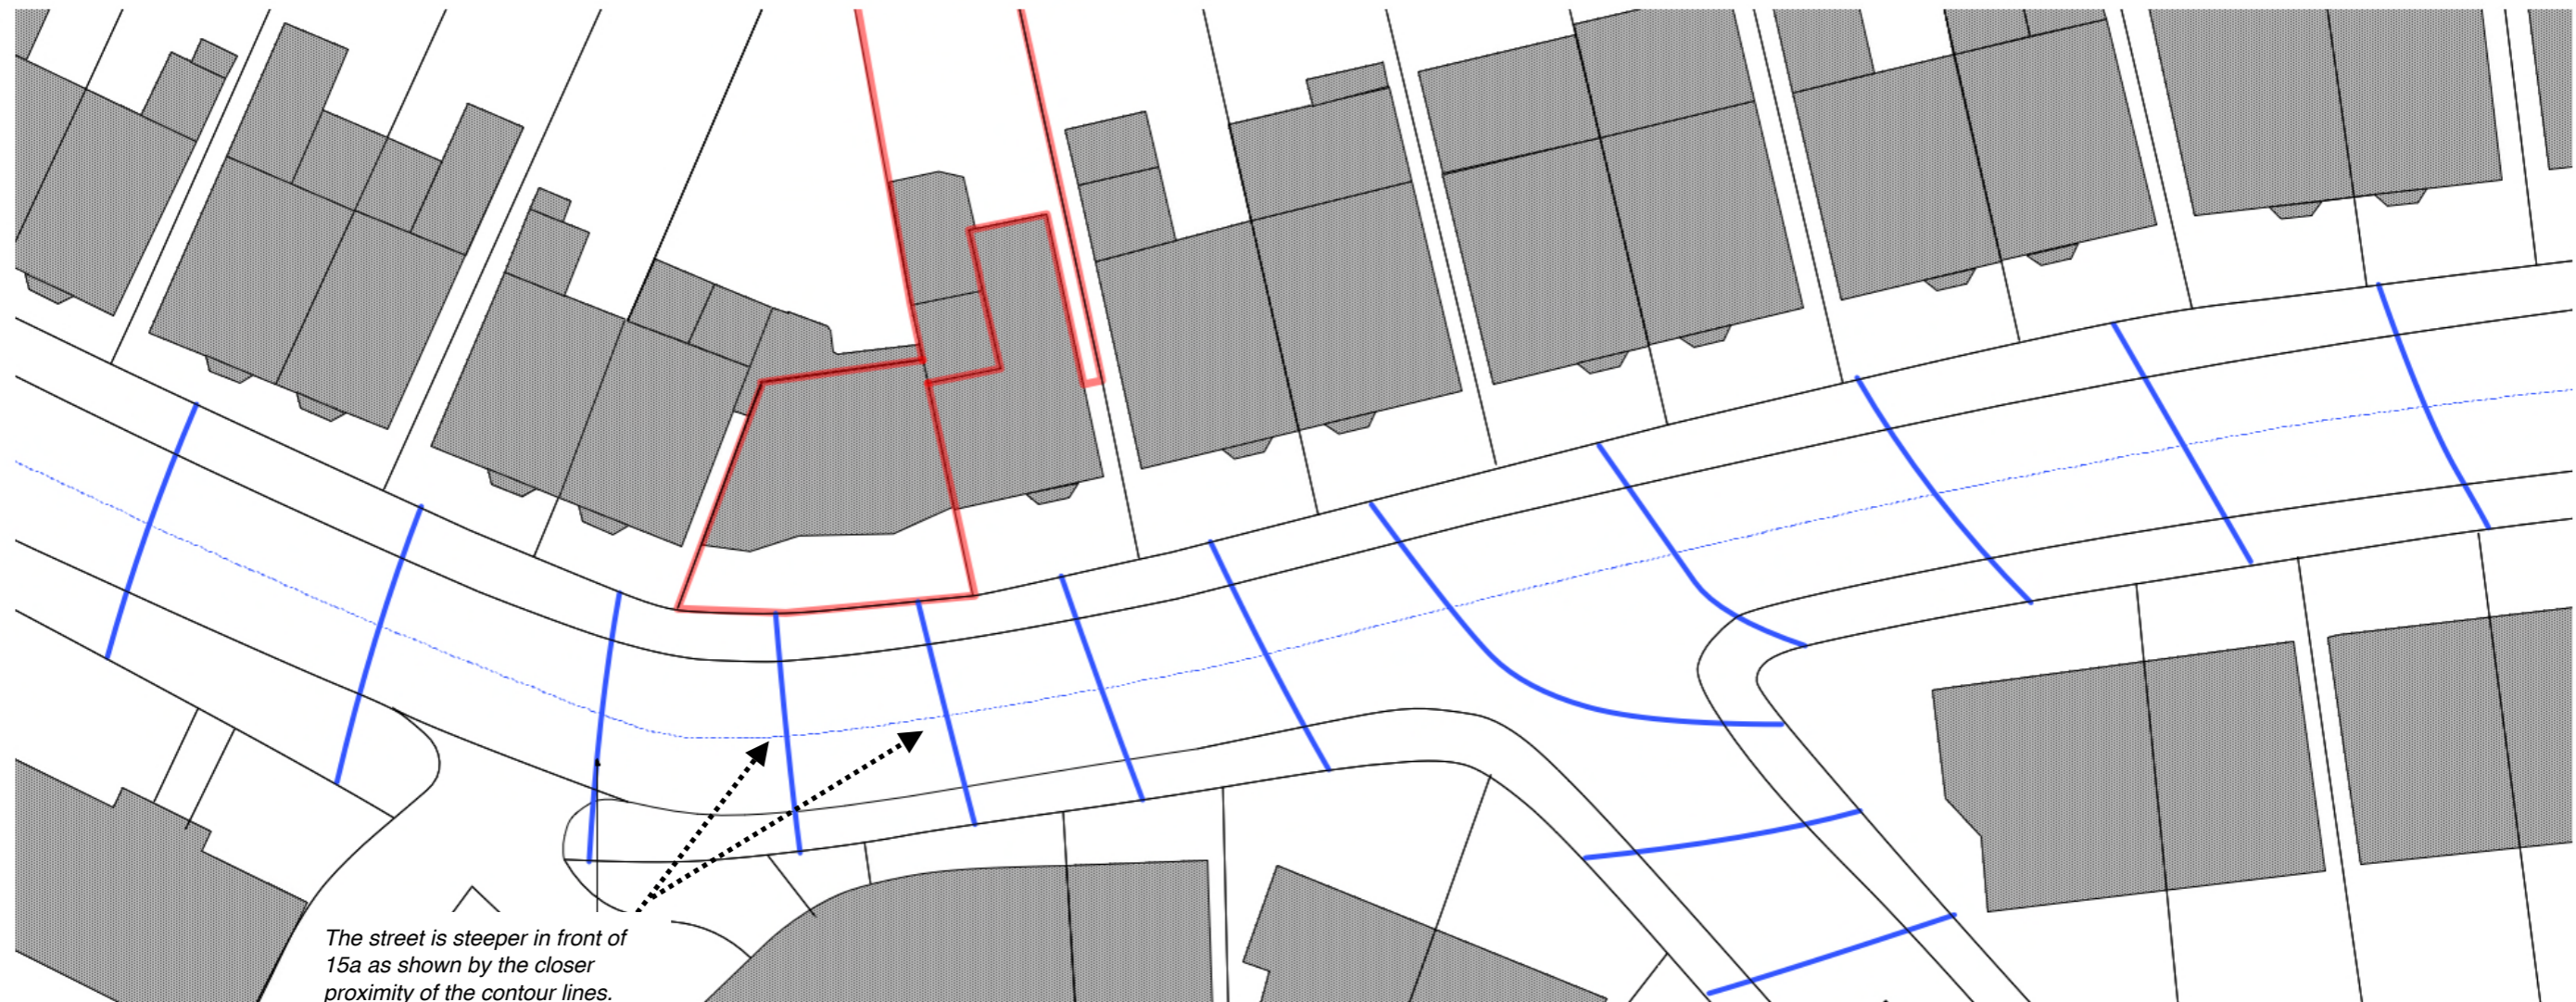 The street is steeper in front of
15a as shown by the closer
proximity of the contour lines.